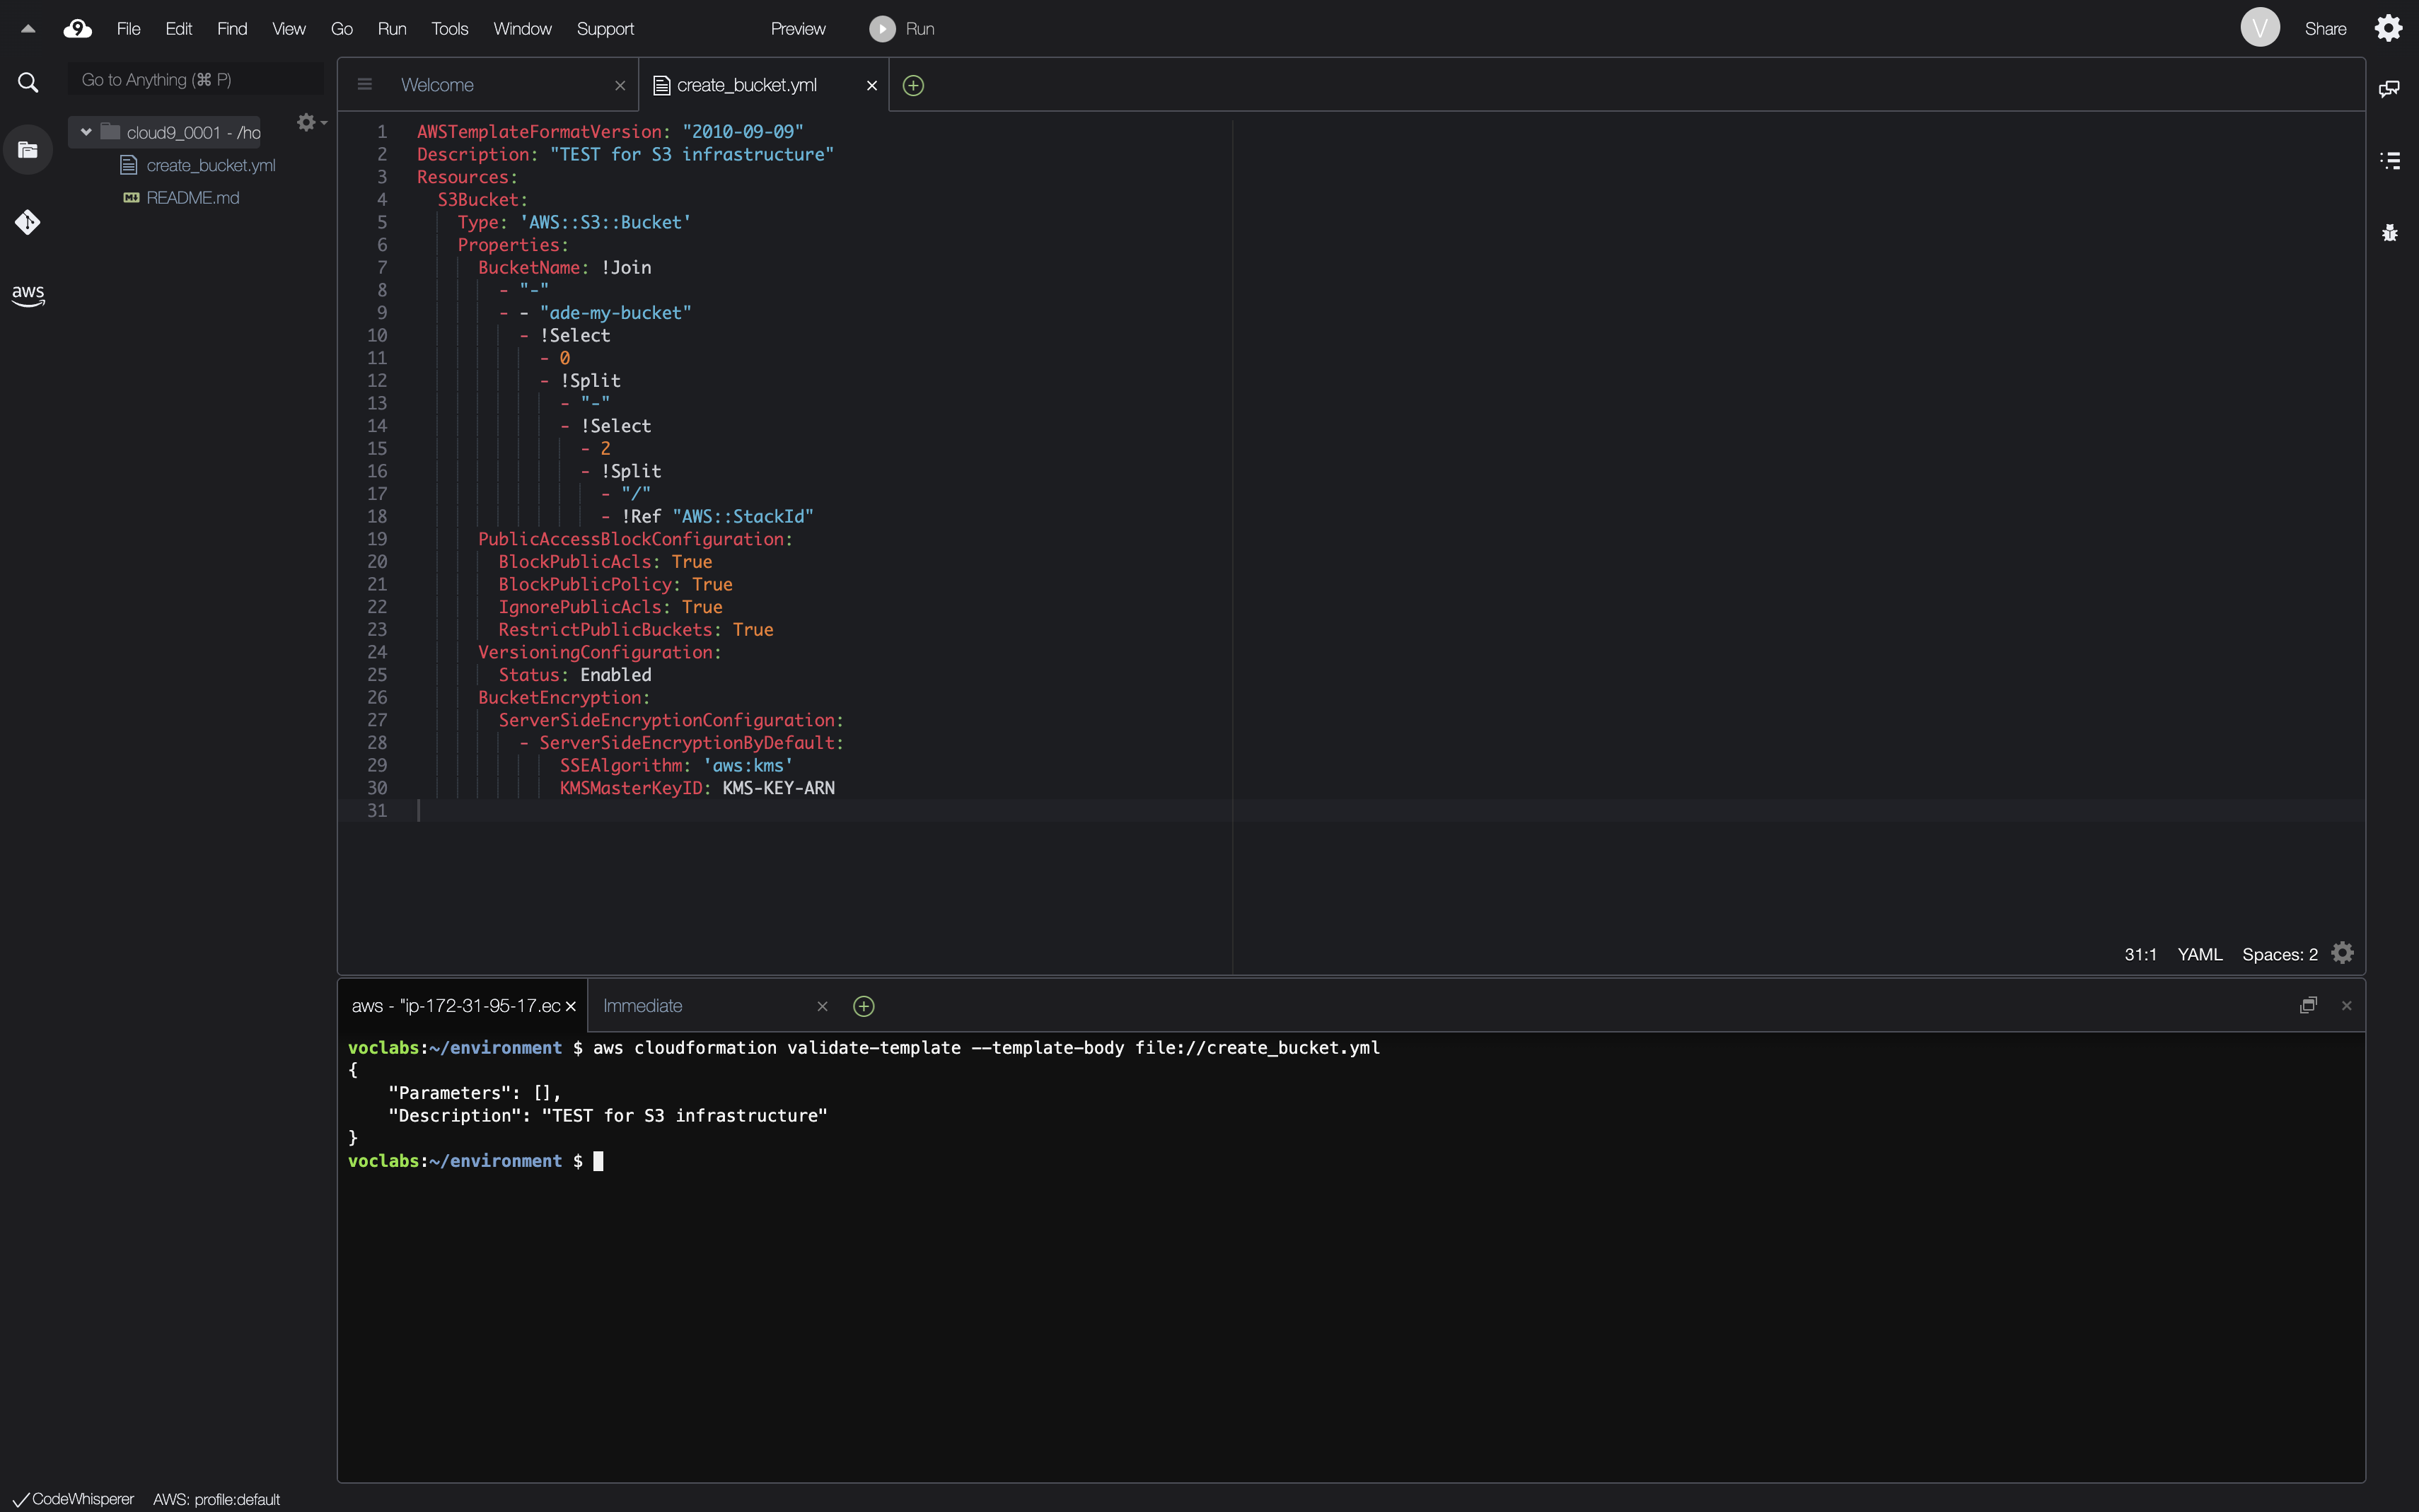 File Edit Find View Go Run Tools Window Support Preview Run V Share
Go to Anything (⌘ P)
cloud9_0001 - /ho
create_bucket.yml
README.md
aws
Welcome
create_bucket.yml
1 AWSTemplateFormatVersion: "2010-09-09"
2 Description: "TEST for S3 infrastructure"
3 Resources:
4   S3Bucket:
5     Type: 'AWS::S3::Bucket'
6     Properties:
7       BucketName: !Join
8         - "-"
9         - - "ade-my-bucket"
10           - !Select
11             - 0
12             - !Split
13               - "-"
14               - !Select
15                 - 2
16                 - !Split
17                   - "/"
18                   - !Ref "AWS::StackId"
19       PublicAccessBlockConfiguration:
20         BlockPublicAcls: True
21         BlockPublicPolicy: True
22         IgnorePublicAcls: True
23         RestrictPublicBuckets: True
24       VersioningConfiguration:
25         Status: Enabled
26       BucketEncryption:
27         ServerSideEncryptionConfiguration:
28           - ServerSideEncryptionByDefault:
29               SSEAlgorithm: 'aws:kms'
30               KMSMasterKeyID: KMS-KEY-ARN
31
31:1 YAML Spaces: 2
aws - "ip-172-31-95-17.ec
Immediate
voclabs:~/environment $ aws cloudformation validate-template --template-body file://create_bucket.yml
{
    "Parameters": [],
    "Description": "TEST for S3 infrastructure"
}
voclabs:~/environment $
CodeWhisperer AWS: profile:default